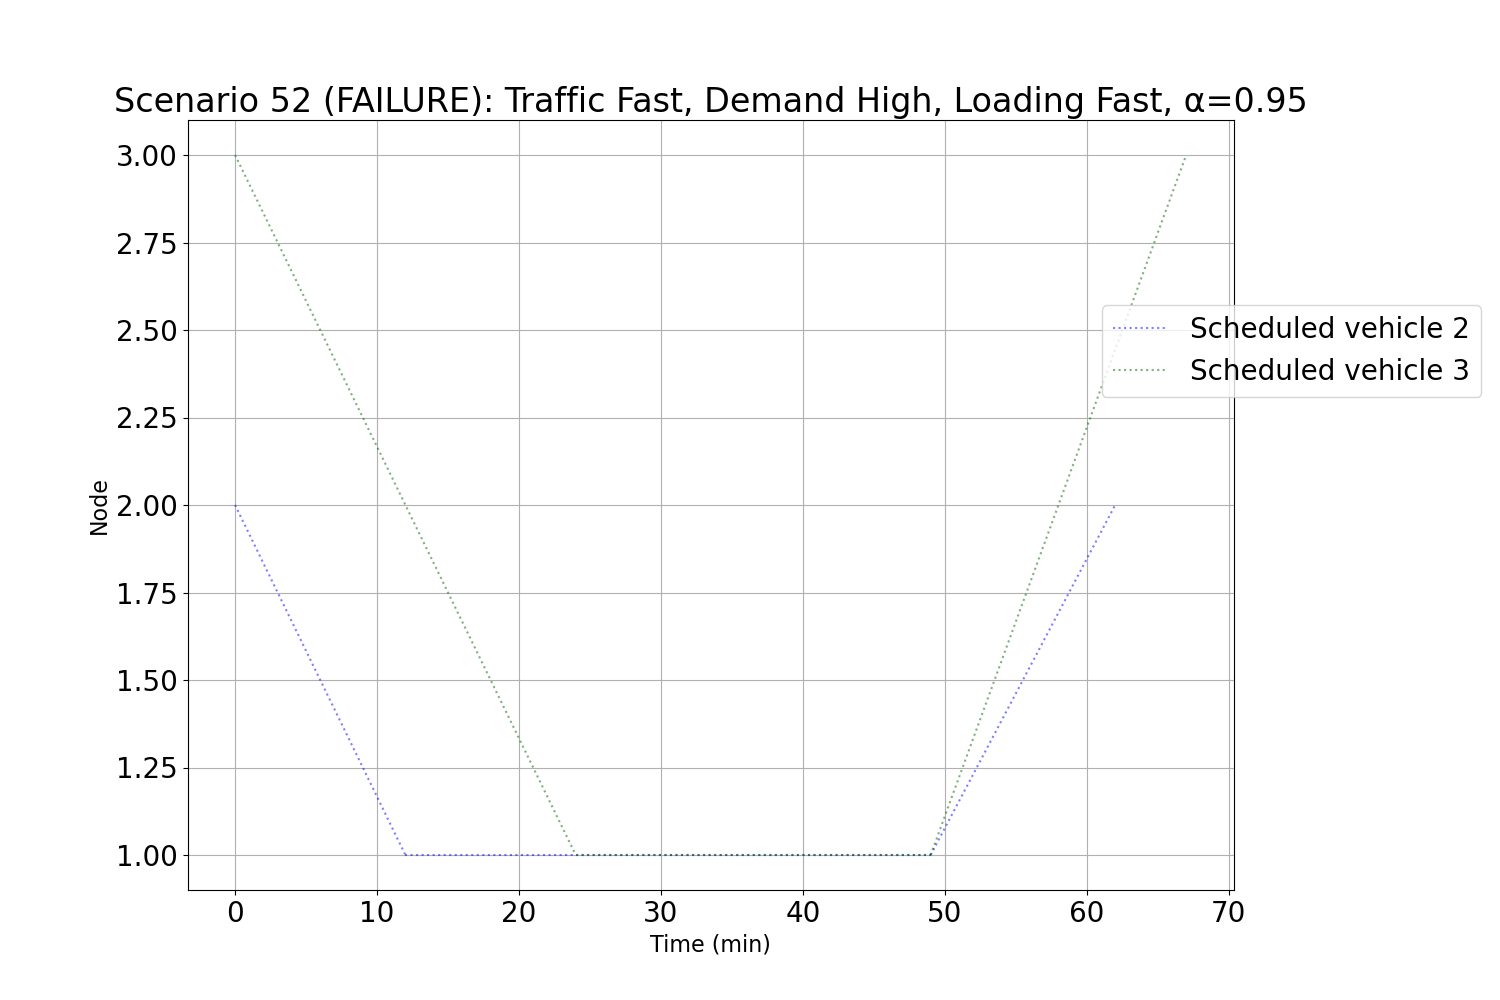 Scenario 52 (FAILURE): Traffic Fast, Demand High, Loading Fast, α=0.95
3.00
2.75
2.50
2.25
2.00
1.75
1.50
1.25
1.00
Node
Scheduled vehicle 2
Scheduled vehicle 3
0 10 20 30 40 50 60 70
Time (min)